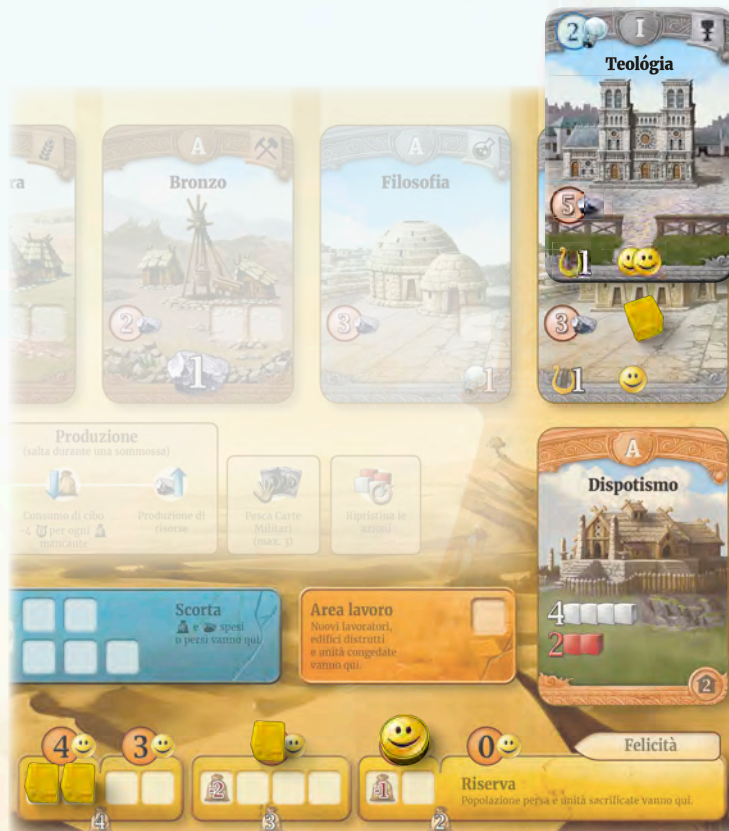 2 I
Teológia
5
1
ra
A
Bronzo
2
1
A
Filosofia
3
1
3
1
Produzione
(salta durante una sommossa)
Consumo di cibo
-4 per ogni
mancante
Produzione di
risorse
Pesca Carte
Militari
(max. 3)
Ripristina le
azioni
A
Dispotismo
4
2
2
Scorta
e spesi
o persi vanno qui.
Area lavoro
Nuovi lavoratori,
edifici distrutti
e unità congedate
vanno qui.
4 3 0
Felicità
-2 -1
Riserva
Popolazione persa e unità sacrificate vanno qui.
4 3 2